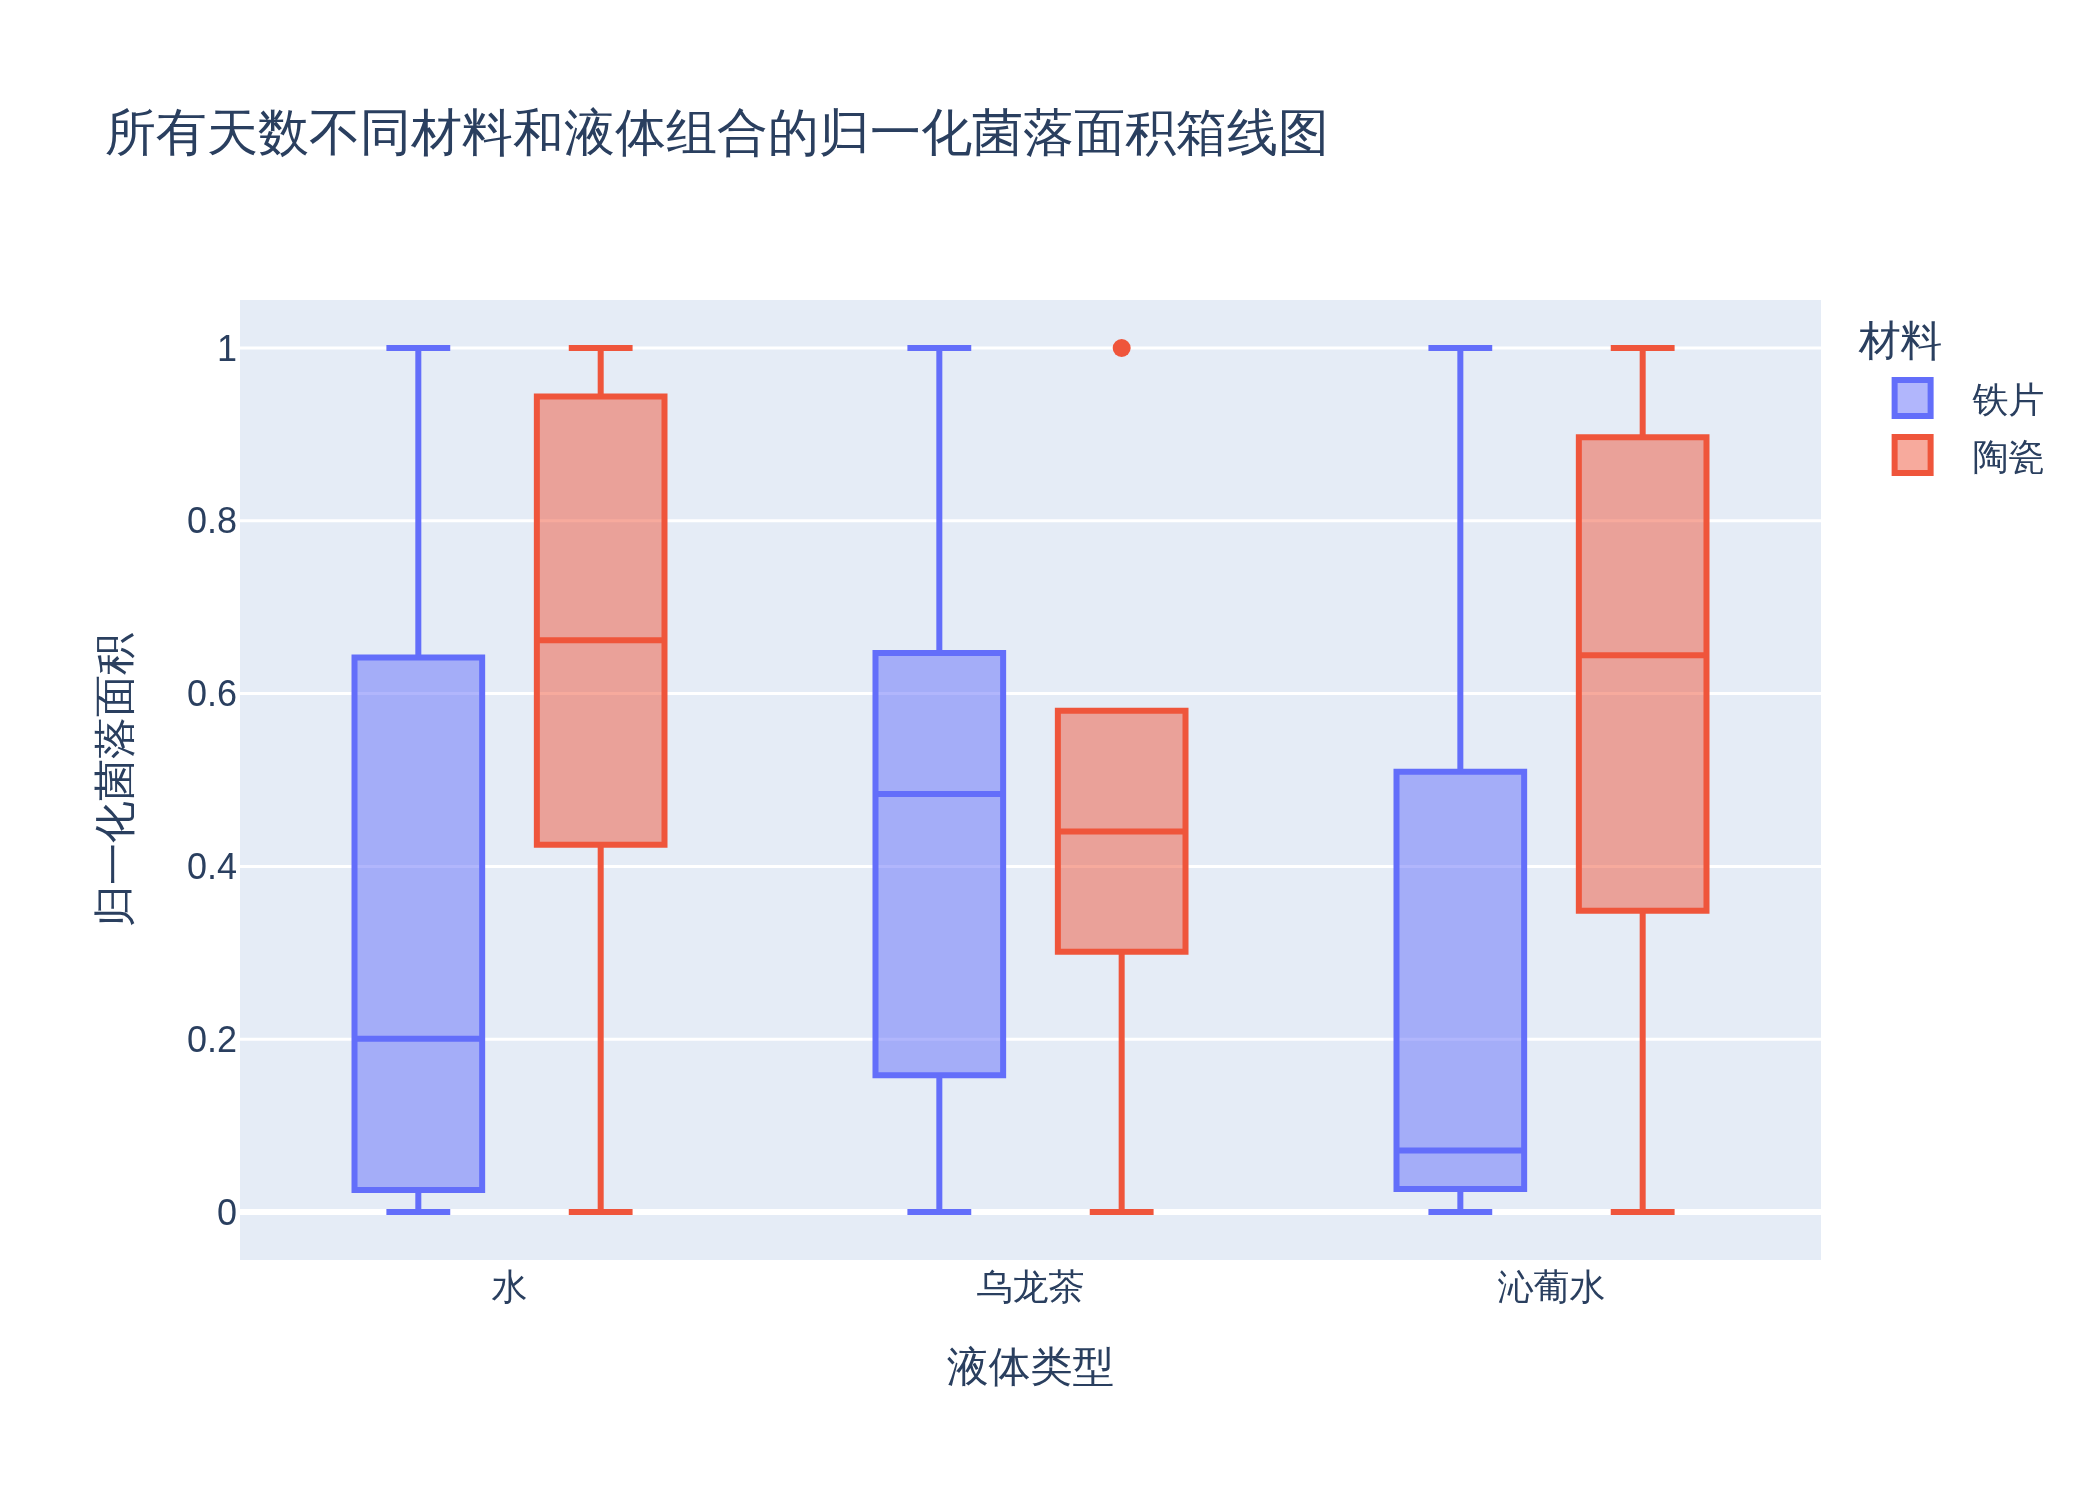 所有天数不同材料和液体组合的归一化菌落面积箱线图
材料
铁片
陶瓷
归一化菌落面积
1
0.8
0.6
0.4
0.2
0
水
乌龙茶
沁葡水
液体类型